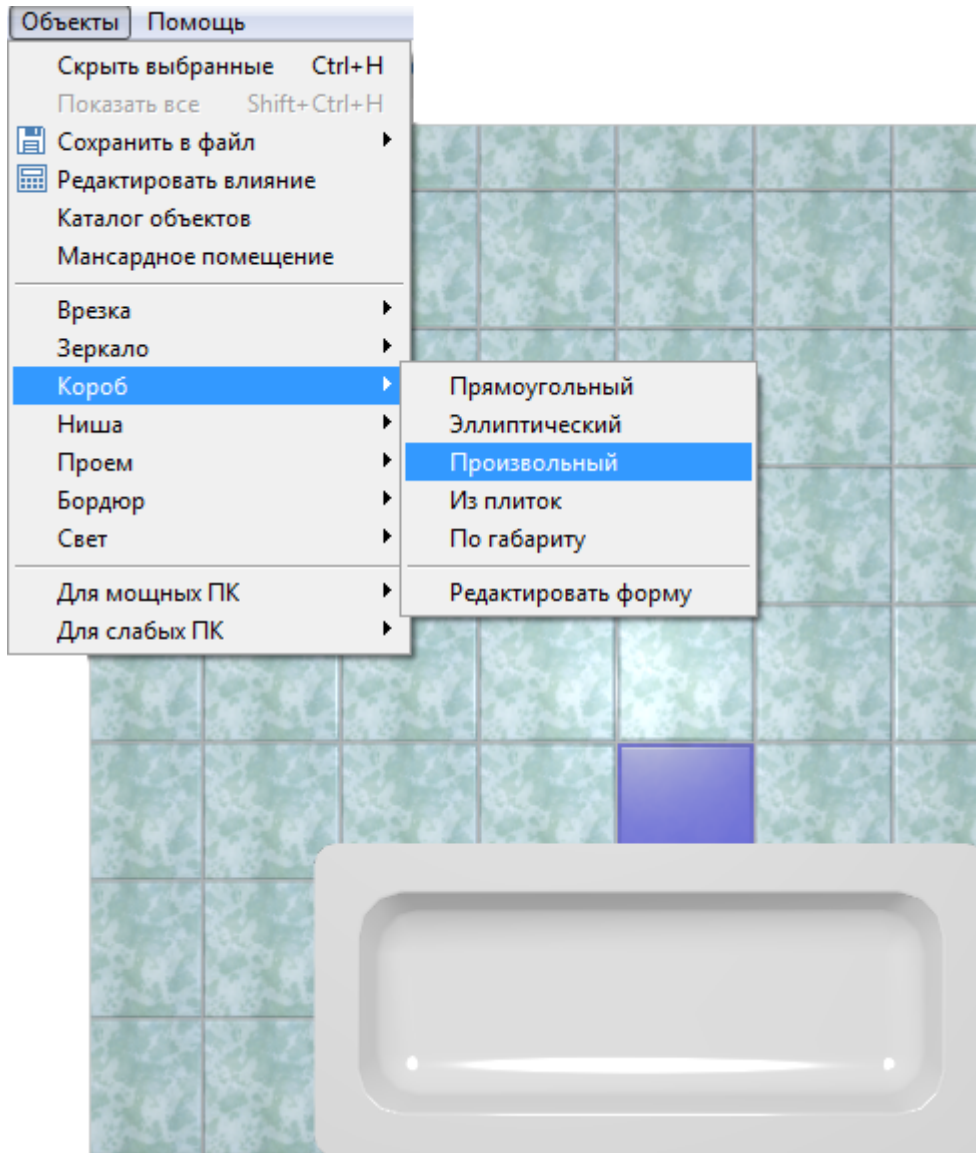 Объекты Помощь
Скрыть выбранные Ctrl+H
Показать все Shift+Ctrl+H
Сохранить в файл
Редактировать влияние
Каталог объектов
Мансардное помещение
Врезка
Зеркало
Короб
Ниша
Проем
Бордюр
Свет
Для мощных ПК
Для слабых ПК
Прямоугольный
Эллиптический
Произвольный
Из плиток
По габариту
Редактировать форму